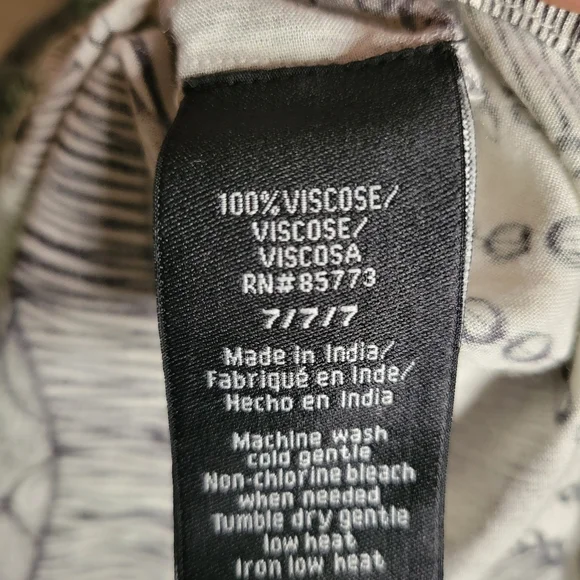 100%VISCOSE/
VISCOSE/
VISCOSA
RN#85773
7/7/7
Made in India/
Fabriqué en Inde/
Hecho en India
Machine wash
cold gentle
Non-chlorine bleach
when needed
Tumble dry gentle
low heat
Iron low heat